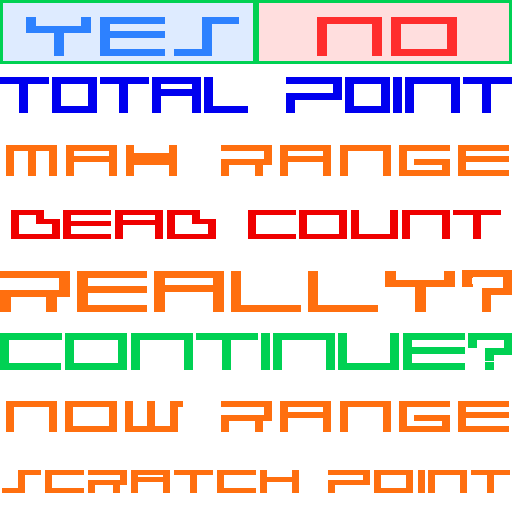 YES NO
TOTAL POINT
MAX RANGE
DEAD COUNT
REALLY?
CONTINUE?
NOW RANGE
SCRATCH POINT